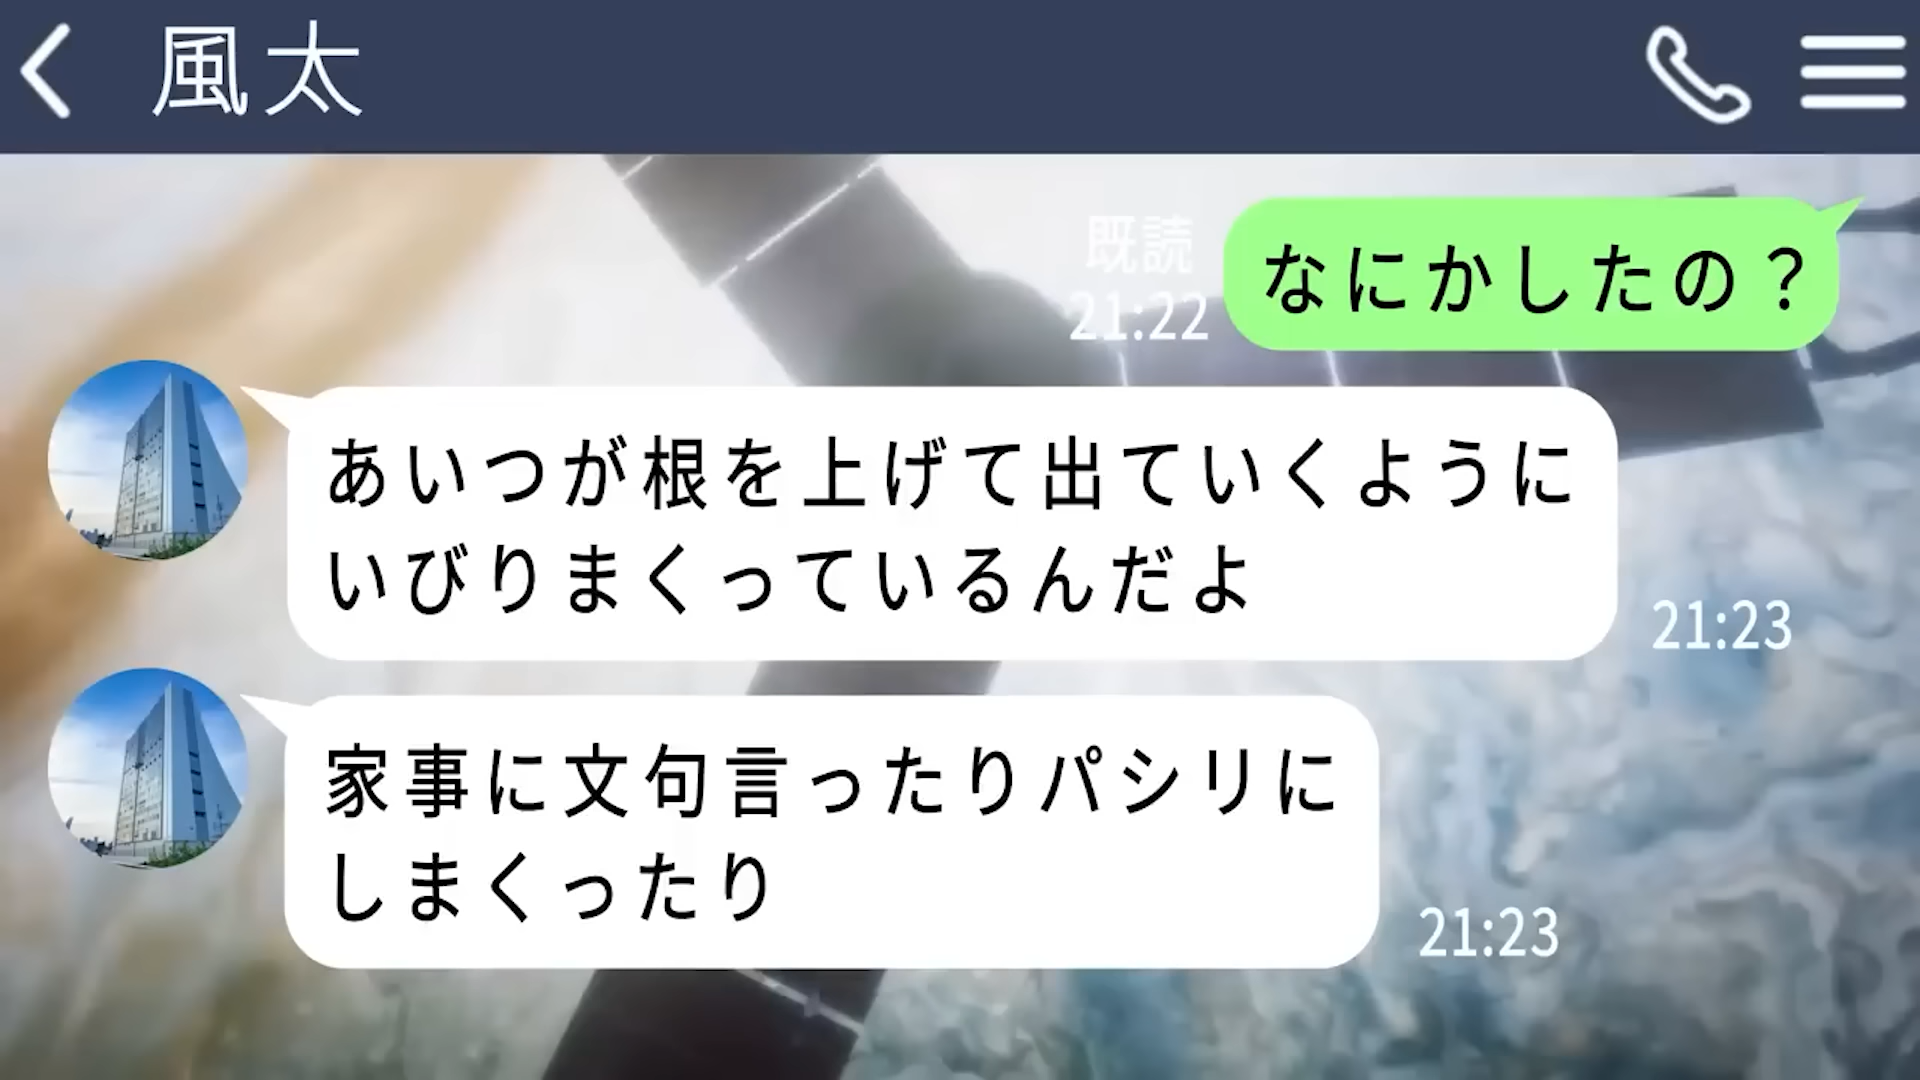 風太
なにかしたの？
既読
21:22
あいつが根を上げて出ていくように
いびりまくっているんだよ
21:23
家事に文句言ったりパシリに
しまくったり
21:23